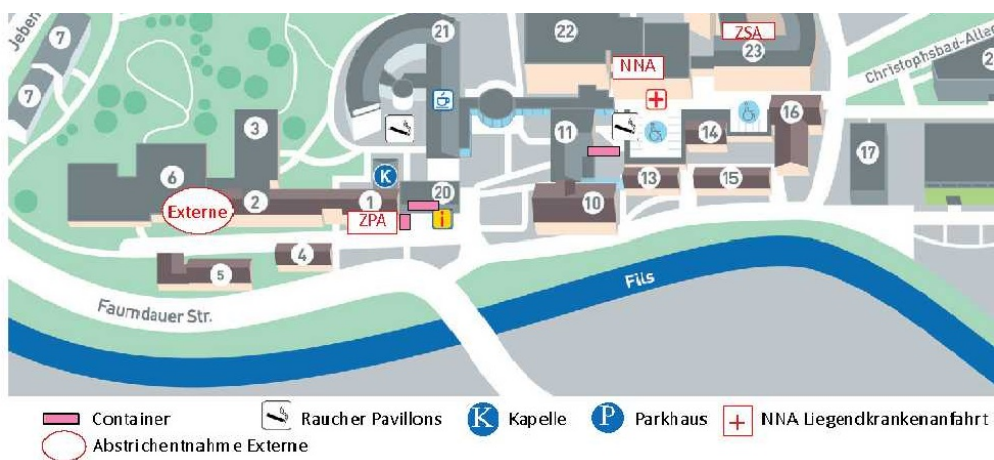 Jeben
7
7
21
22
ZSA
23
NNA
Christophsbad-Allee
3
11
14
16
17
6
K
2
1
20
Externe
ZPA
i
10
13
15
4
5
Faurndauer Str.
Fils
Container
Raucher Pavillons
K Kapelle
P Parkhaus
NNA Liegendkrankenanfahrt
Abstrichentnahme Externe